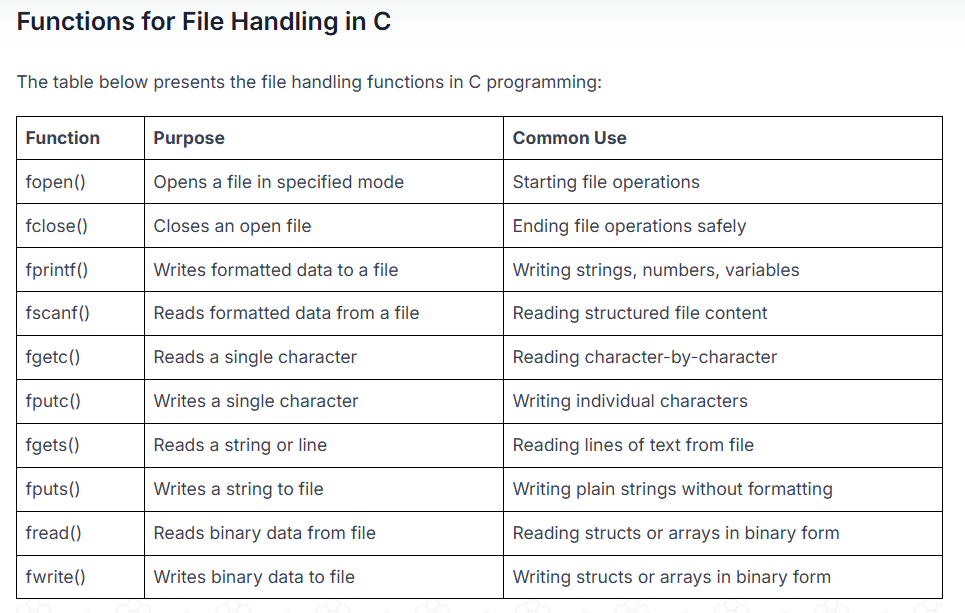 Functions for File Handling in C
The table below presents the file handling functions in C programming:
Function Purpose Common Use
fopen() Opens a file in specified mode Starting file operations
fclose() Closes an open file Ending file operations safely
fprintf() Writes formatted data to a file Writing strings, numbers, variables
fscanf() Reads formatted data from a file Reading structured file content
fgetc() Reads a single character Reading character-by-character
fputc() Writes a single character Writing individual characters
fgets() Reads a string or line Reading lines of text from file
fputs() Writes a string to file Writing plain strings without formatting
fread() Reads binary data from file Reading structs or arrays in binary form
fwrite() Writes binary data to file Writing structs or arrays in binary form